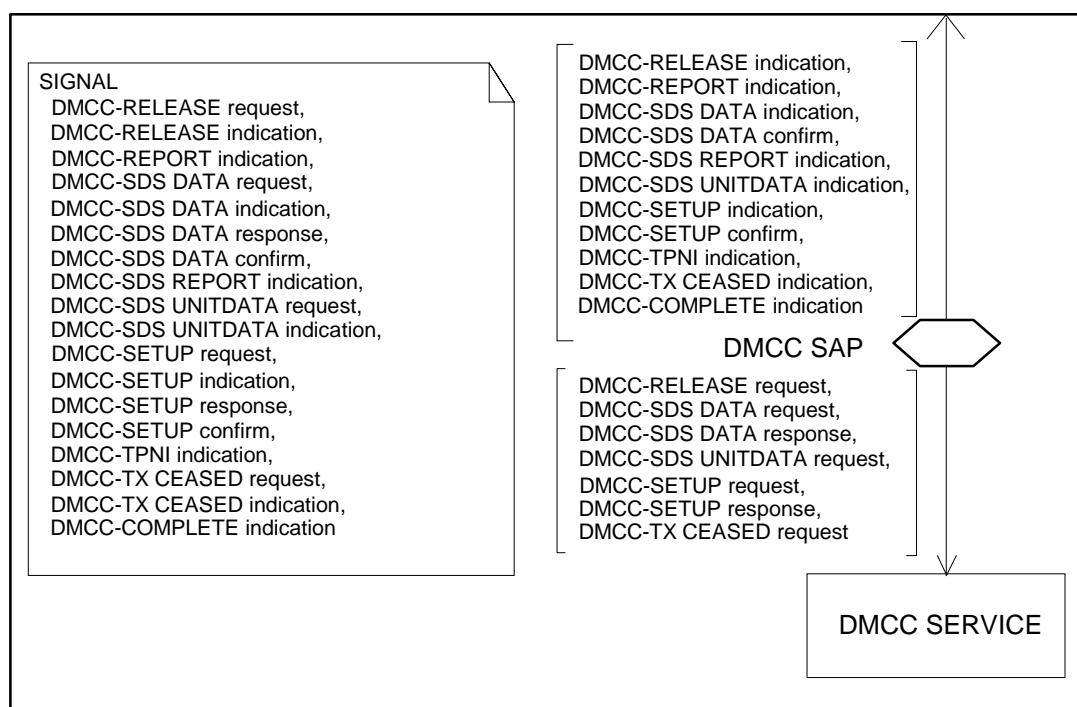 SIGNAL
DMCC-RELEASE request,
DMCC-RELEASE indication,
DMCC-REPORT indication,
DMCC-SDS DATA request,
DMCC-SDS DATA indication,
DMCC-SDS DATA response,
DMCC-SDS DATA confirm,
DMCC-SDS REPORT indication,
DMCC-SDS UNITDATA request,
DMCC-SDS UNITDATA indication,
DMCC-SETUP request,
DMCC-SETUP indication,
DMCC-SETUP response,
DMCC-SETUP confirm,
DMCC-TPNI indication,
DMCC-TX CEASED request,
DMCC-TX CEASED indication,
DMCC-COMPLETE indication
DMCC-RELEASE indication,
DMCC-REPORT indication,
DMCC-SDS DATA indication,
DMCC-SDS DATA confirm,
DMCC-SDS REPORT indication,
DMCC-SDS UNITDATA indication,
DMCC-SETUP indication,
DMCC-SETUP confirm,
DMCC-TPNI indication,
DMCC-TX CEASED indication,
DMCC-COMPLETE indication
DMCC SAP
DMCC-RELEASE request,
DMCC-SDS DATA request,
DMCC-SDS DATA response,
DMCC-SDS UNITDATA request,
DMCC-SETUP request,
DMCC-SETUP response,
DMCC-TX CEASED request
DMCC SERVICE